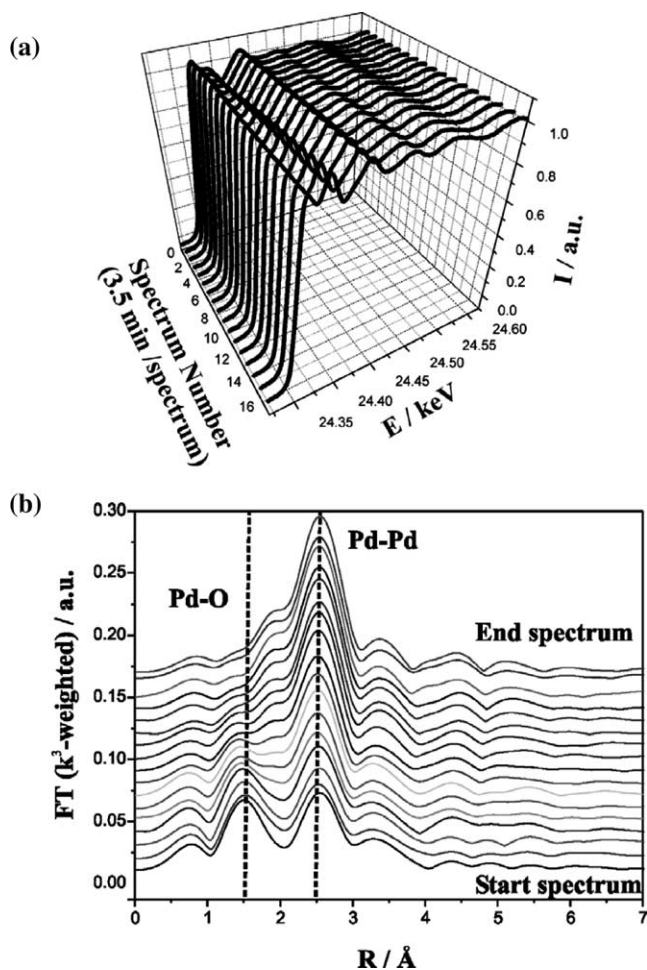 (a)
1.0
0.8
0.6
0.4
0.2
0.0
I / a.u.
0
2
4
6
8
10
12
14
16
Spectrum Number
(3.5 min /spectrum)
24.35
24.40
24.45
24.50
24.55
24.60
E / keV
(b)
0.30
0.25
0.20
0.15
0.10
0.05
0.00
FT (k³-weighted) / a.u.
Pd-O
Pd-Pd
End spectrum
Start spectrum
0 1 2 3 4 5 6 7
R / Å